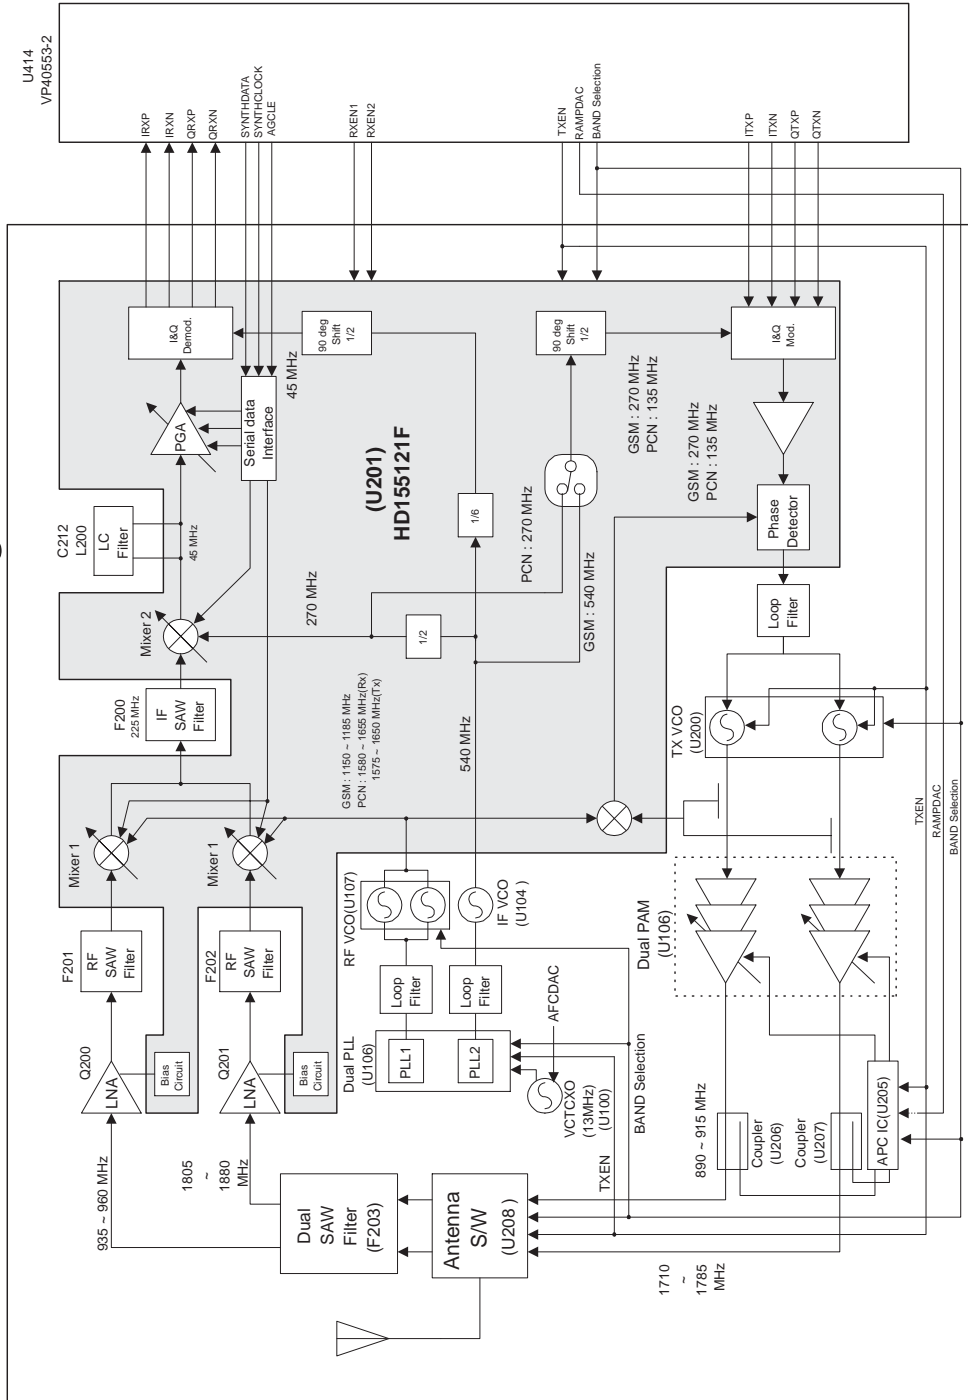 U414
VP40553-2
IRXP
IRXN
QRXP
QRXN
SYNTHDATA
SYNTHCLOCK
AGCLE
RXEN1
RXEN2
TXEN
RAMPDAC
BAND Selection
ITXP
ITXN
QTXP
QTXN
I&Q
Demod.
90 deg
Shift
1/2
90 deg
Shift
1/2
I&Q
Mod.
45 MHz
PGA
Serial data
Interface
(U201)
HD155121F
GSM : 270 MHz
PCN : 135 MHz
GSM : 270 MHz
PCN : 135 MHz
C212
L200
LC
Filter
45 MHz
1/6
PCN : 270 MHz
GSM : 540 MHz
Phase
Detector
Mixer 2
270 MHz
1/2
Loop
Filter
F200
225 MHz
IF
SAW
Filter
GSM : 1150 ~ 1185 MHz
PCN : 1580 ~ 1655 MHz(Rx)
1575 ~ 1650 MHz(Tx)
540 MHz
TX VCO
(U200)
Mixer 1
Mixer 1
TXEN
RAMPDAC
BAND Selection
RF VCO(U107)
IF VCO
(U104 )
Dual PAM
(U106)
F201
RF
SAW
Filter
F202
RF
SAW
Filter
Loop
Filter
Loop
Filter
AFCDAC
Q200
LNA
Bias
Circuit
Q201
LNA
Bias
Circuit
Dual PLL
(U106)
PLL1
PLL2
VCTCXO
(13MHz)
(U100)
BAND Selection
TXEN
890 ~ 915 MHz
Coupler
(U206)
Coupler
(U207)
APC IC(U205)
935 ~ 960 MHz
1805
~
1880
MHz
Dual
SAW
Filter
(F203)
Antenna
S/W
(U208 )
1710
~
1785
MHz